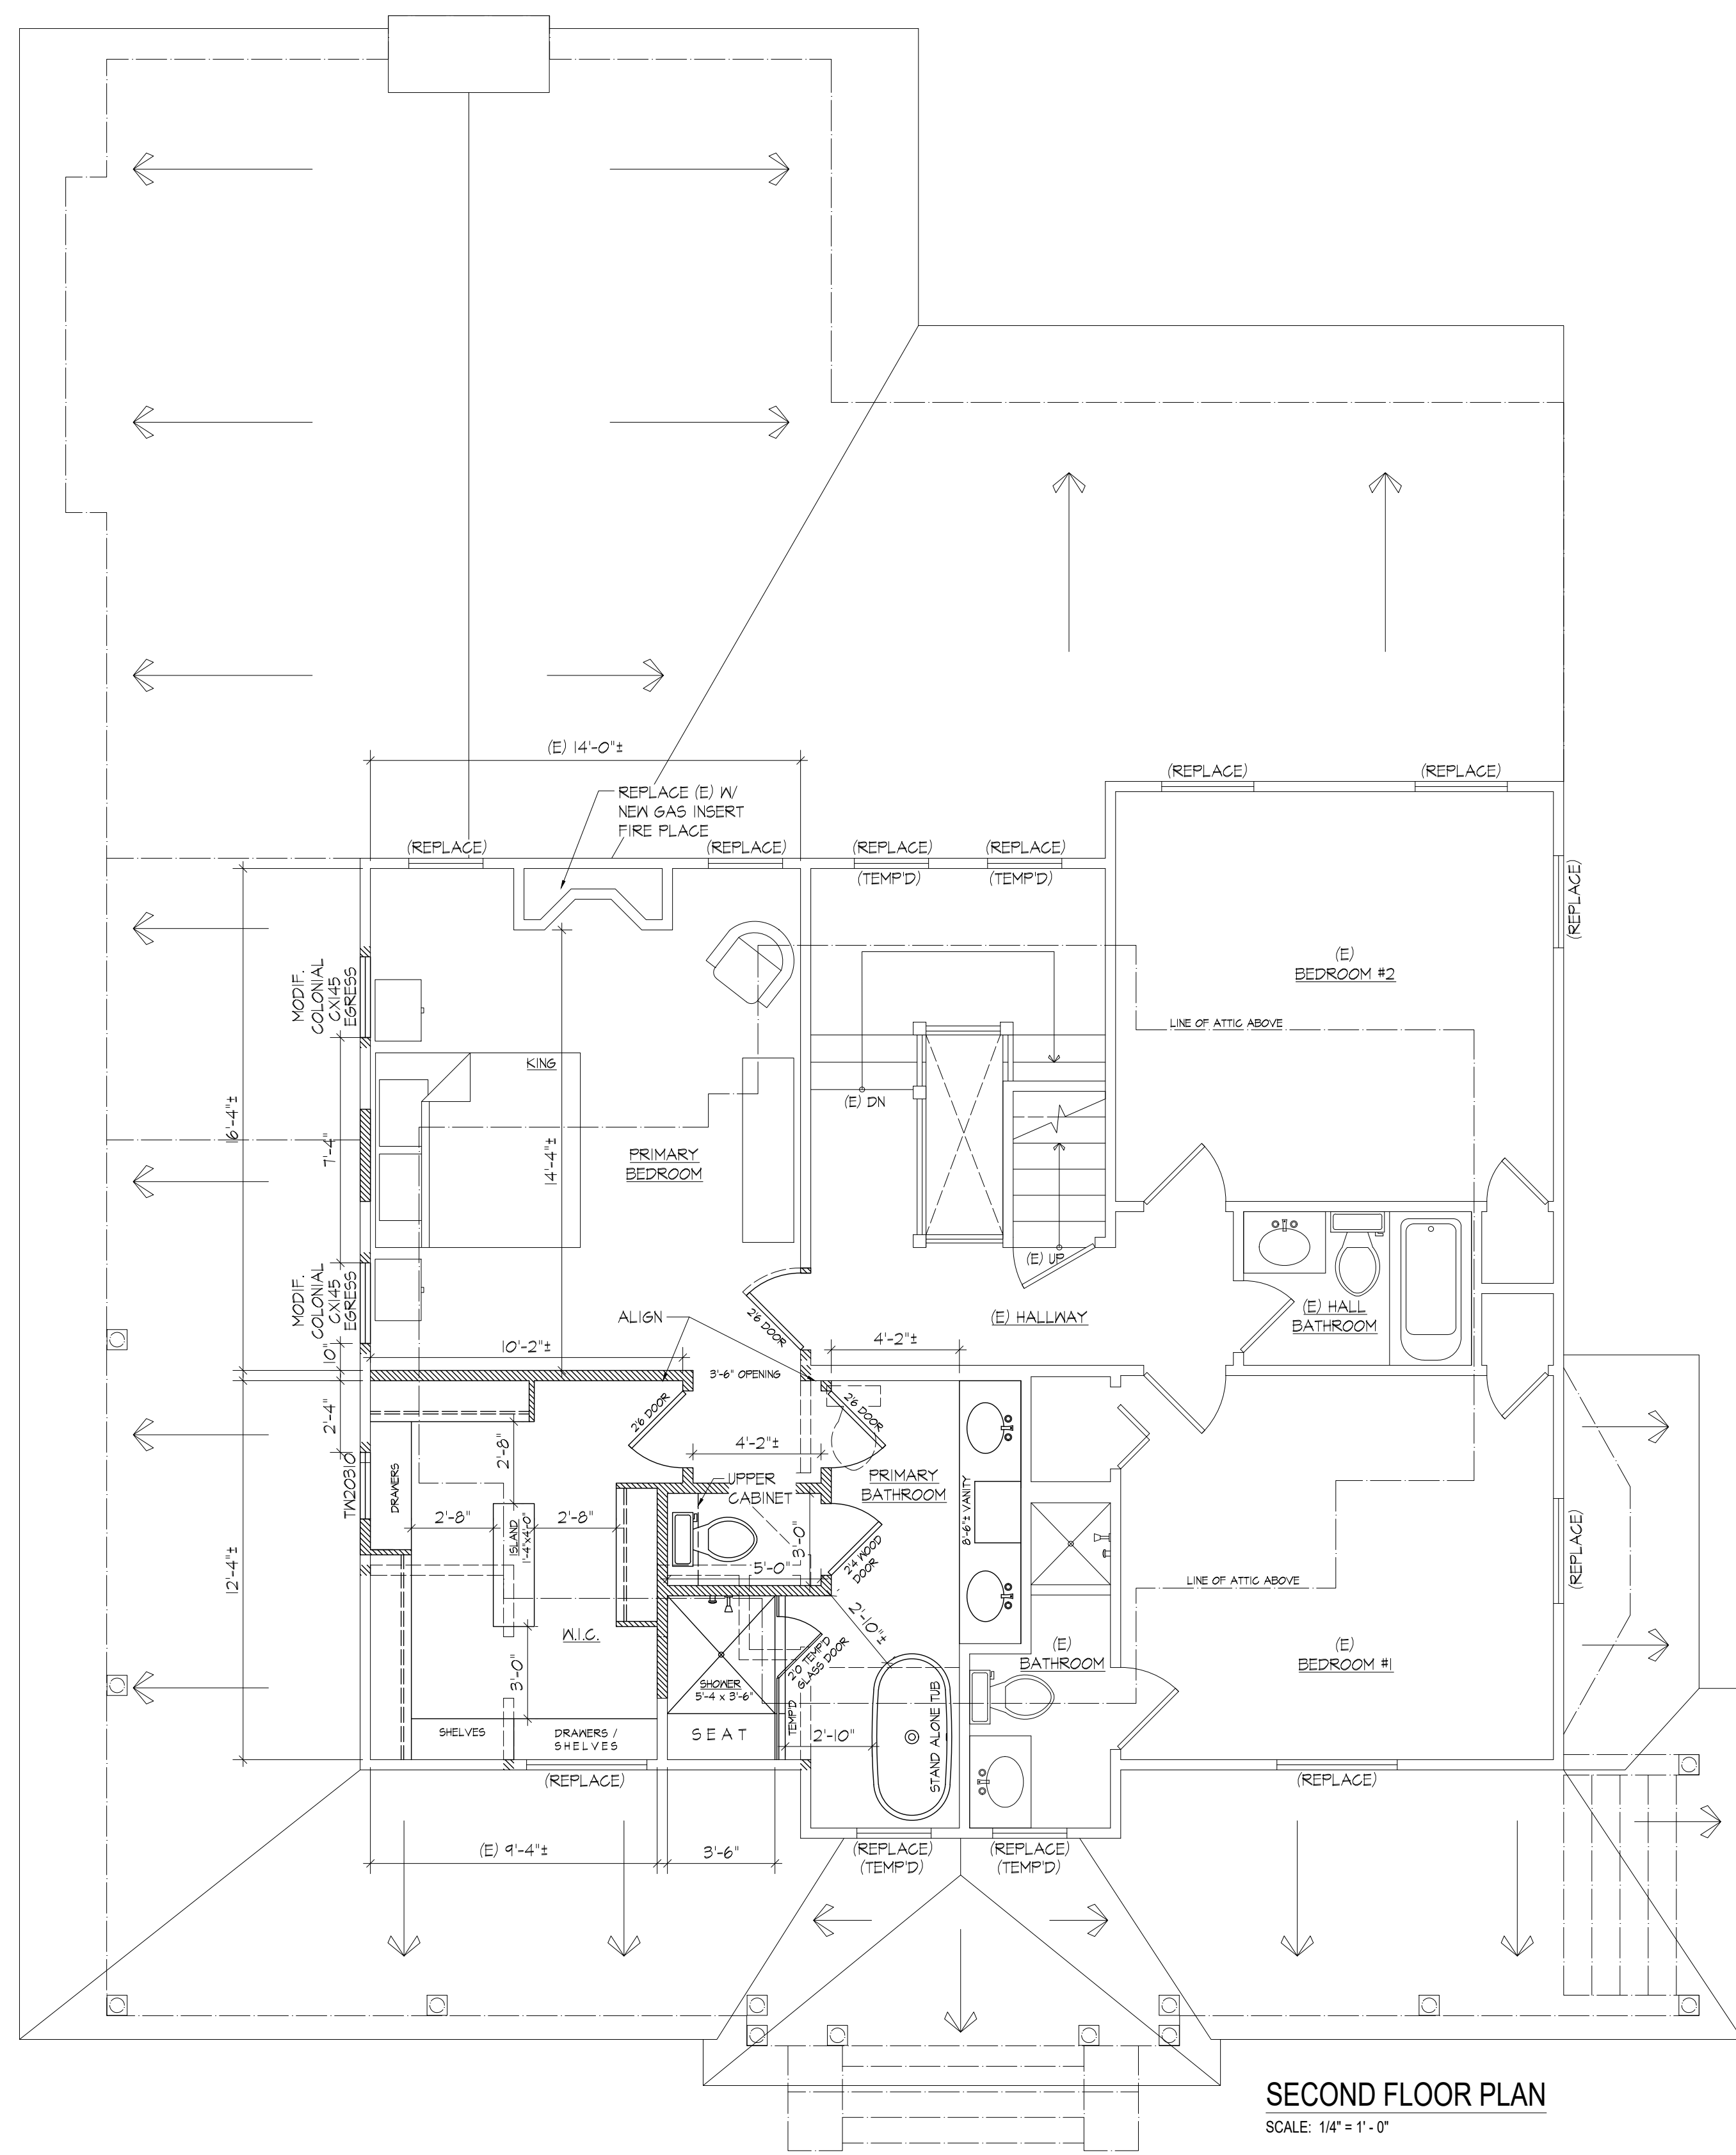 (E) 14'-0"±
REPLACE (E) W/
NEW GAS INSERT
FIRE PLACE
(REPLACE)
(REPLACE)
(REPLACE)
(TEMP'D)
(REPLACE)
(TEMP'D)
(REPLACE)
(REPLACE)
(REPLACE)
MODIF.
COLONIAL
CX145
EGRESS
(E)
BEDROOM #2
LINE OF ATTIC ABOVE
KING
(E) DN
16'-4"±
7'-4"
14'-4"±
PRIMARY
BEDROOM
(E) UP
MODIF.
COLONIAL
CX145
EGRESS
10"
ALIGN
2'6 DOOR
(E) HALLWAY
(E) HALL
BATHROOM
10'-2"±
4'-2"±
3'-6" OPENING
2'-4"
TW20310
DRAWERS
2'6 DOOR
2'6 DOOR
2'-8"
4'-2"±
UPPER
CABINET
PRIMARY
BATHROOM
8'-6"± VANITY
2'-8"
ISLAND
1'-4"x4'-0"
2'-8"
3'-0"
5'-0"
2'4 WOOD
DOOR
12'-4"±
LINE OF ATTIC ABOVE
(REPLACE)
W.I.C.
3'-0"
2'-10"±
2'0 TEMP'D
GLASS DOOR
SHOWER
5'-4 x 3'-6"
(E)
BATHROOM
(E)
BEDROOM #1
SHELVES
DRAWERS /
SHELVES
SEAT
TEMP'D
2'-10"
STAND ALONE TUB
(REPLACE)
(REPLACE)
(E) 9'-4"±
3'-6"
(REPLACE)
(TEMP'D)
(REPLACE)
(TEMP'D)
SECOND FLOOR PLAN
SCALE: 1/4" = 1' - 0"